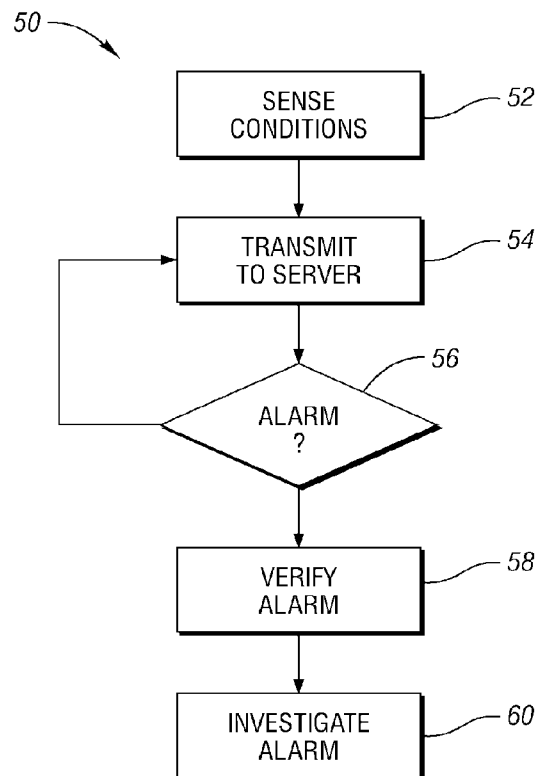 50
SENSE
CONDITIONS
52
TRANSMIT
TO SERVER
54
56
ALARM
?
VERIFY
ALARM
58
INVESTIGATE
ALARM
60